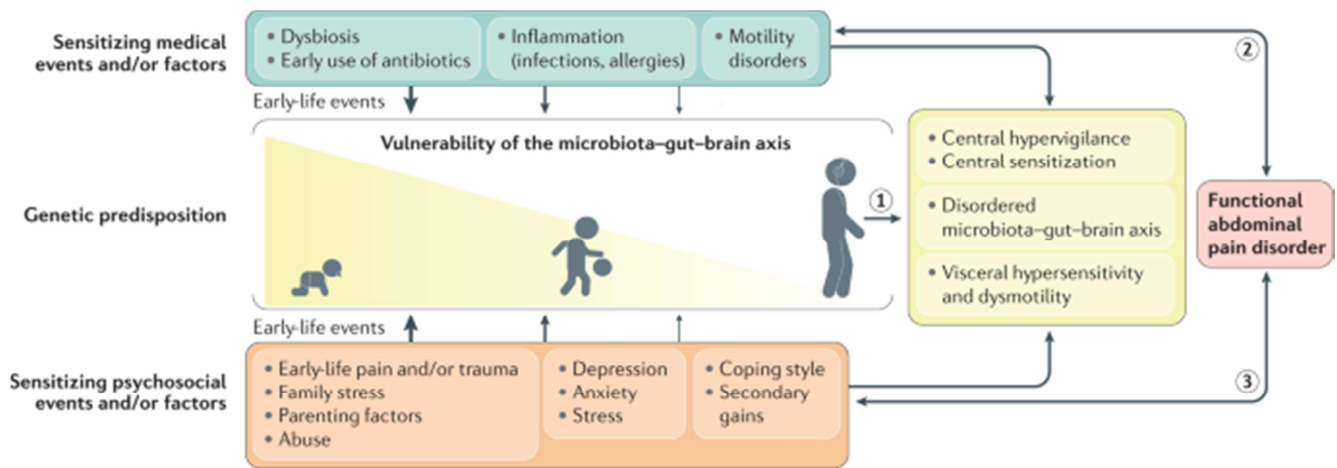 Sensitizing medical
events and/or factors
• Dysbiosis
• Early use of antibiotics
• Inflammation
(infections, allergies)
• Motility
disorders
2
Early-life events
Vulnerability of the microbiota–gut–brain axis
Genetic predisposition
1
• Central hypervigilance
• Central sensitization
• Disordered
microbiota–gut–brain axis
• Visceral hypersensitivity
and dysmotility
Functional
abdominal
pain disorder
Early-life events
Sensitizing psychosocial
events and/or factors
• Early-life pain and/or trauma
• Family stress
• Parenting factors
• Abuse
• Depression
• Anxiety
• Stress
• Coping style
• Secondary
gains
3